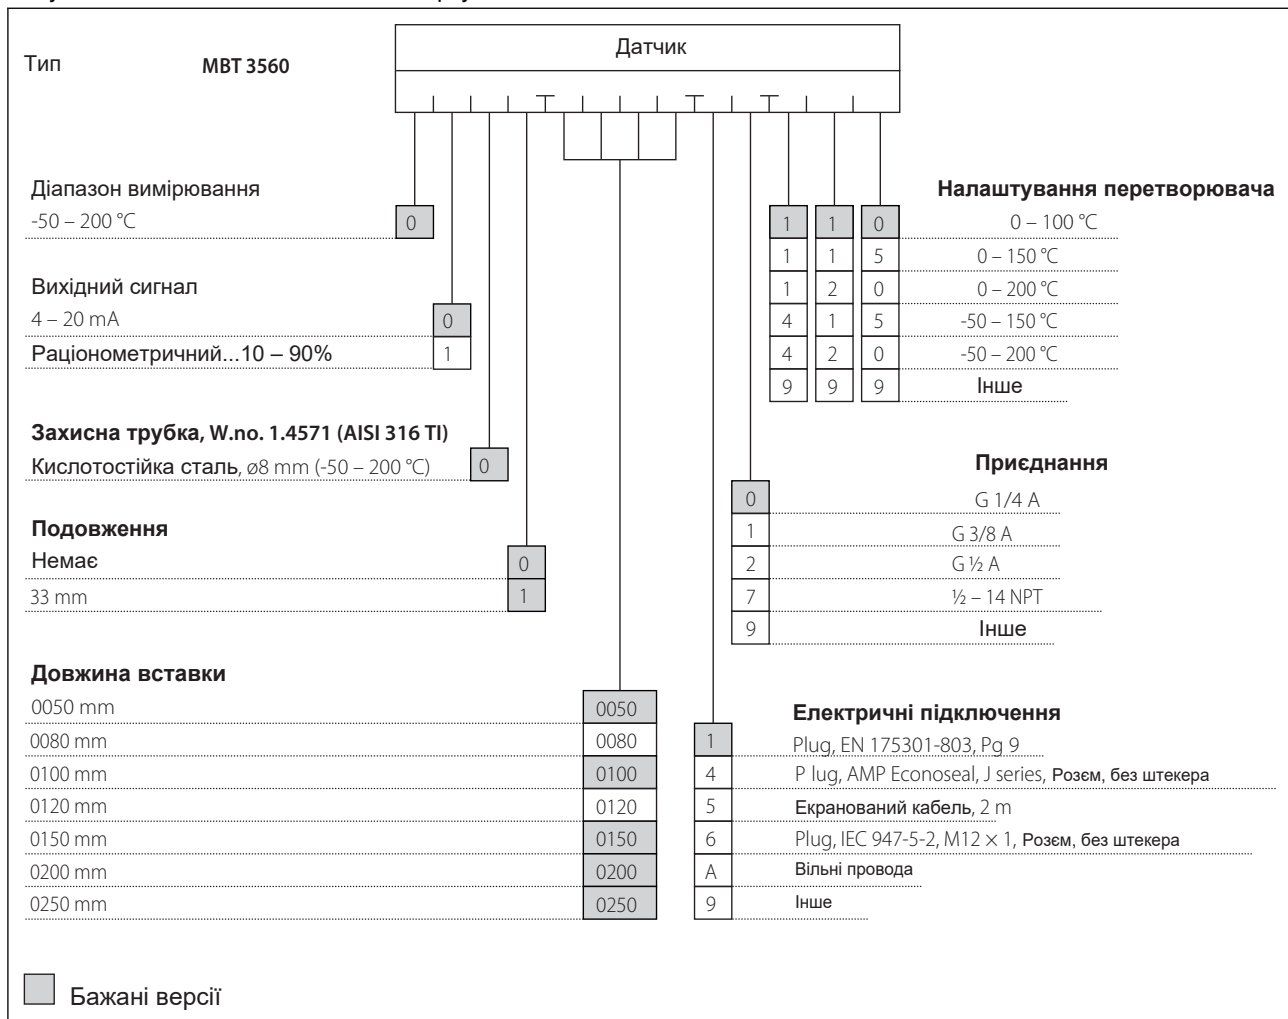 Датчик
Тип MBT 3560
Діапазон вимірювання
-50 – 200 °C 0
Вихідний сигнал
4 – 20 mA 0
Раціонометричний...10 – 90% 1
Захисна трубка, W.no. 1.4571 (AISI 316 TI)
Кислотостійка сталь, ø8 mm (-50 – 200 °C) 0
Подовження
Немає 0
33 mm 1
Довжина вставки
0050 mm 0050
0080 mm 0080
0100 mm 0100
0120 mm 0120
0150 mm 0150
0200 mm 0200
0250 mm 0250
Налаштування перетворювача
1 1 0 0 – 100 °C
1 1 5 0 – 150 °C
1 2 0 0 – 200 °C
4 1 5 -50 – 150 °C
4 2 0 -50 – 200 °C
9 9 9 Інше
Приєднання
0 G 1/4 A
1 G 3/8 A
2 G ½ A
7 ½ – 14 NPT
9 Інше
Електричні підключення
1 Plug, EN 175301-803, Pg 9
4 P lug, AMP Econoseal, J series, Розєм, без штекера
5 Екранований кабель, 2 m
6 Plug, IEC 947-5-2, M12 × 1, Розєм, без штекера
A Вільні провода
9 Інше
Бажані версії